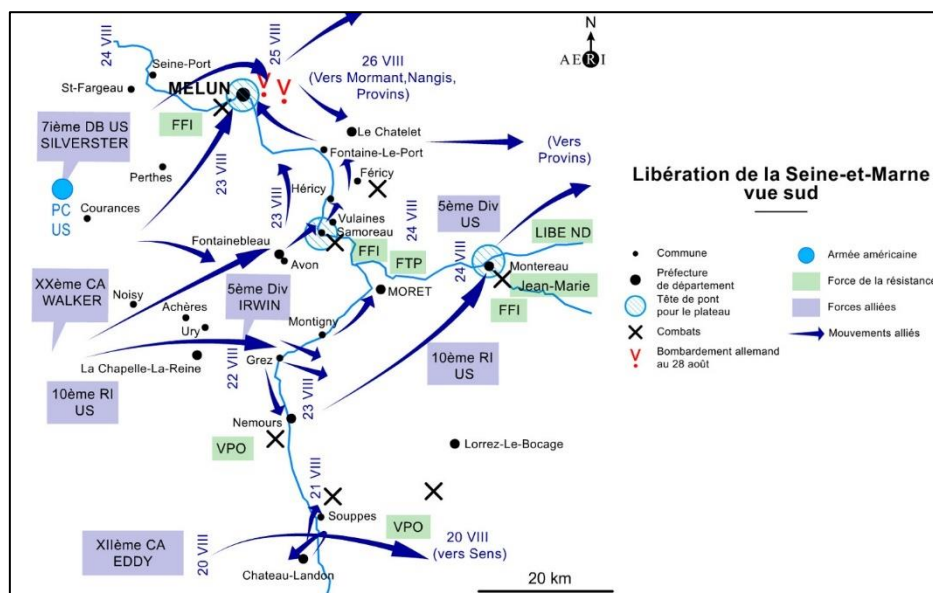 24 VIII
Seine-Port
St-Fargeau
MELUN
V V
25 VIII
26 VIII
(Vers Mormant,Nangis,
Provins)
N
AERI
7ième DB US
SILVERSTER
FFI
Le Chatelet
Fontaine-Le-Port
(Vers
Provins)
Perthes
23 VIII
Féricy
Héricy
PC
US
Courances
23 VIII
Vulaines
Samoreau
24 VIII
5ème Div
US
LIBE ND
Fontainebleau
Avon
FFI
FTP
24 VIII
Montereau
Jean-Marie
FFI
XXème CA
WALKER
Noisy
Achères
Ury
5ème Div
IRWIN
MORET
Montigny
La Chapelle-La-Reine
22 VIII
Grez
10ème RI
US
10ème RI
US
23 VIII
Nemours
VPO
Lorrez-Le-Bocage
21 VIII
Souppes
VPO
XIIème CA
EDDY
20 VIII
20 VIII
(vers Sens)
Chateau-Landon
20 km
Libération de la Seine-et-Marne
vue sud
Commune
Préfecture
de département
Tête de pont
pour le plateau
Combats
V Bombardement allemand
au 28 août
Armée américaine
Force de la résistance
Forces alliées
Mouvements alliés